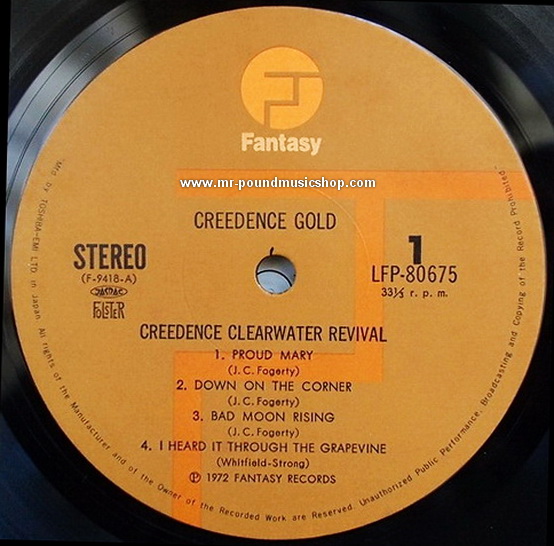 Fantasy
www.mr-poundmusicshop.com
CREEDENCE GOLD
STEREO
(F-9418-A)
JASRAC
POLSTER
1
LFP-80675
33⅓ r. p. m.
CREEDENCE CLEARWATER REVIVAL
1. PROUD MARY
(J. C. Fogerty)
2. DOWN ON THE CORNER
(J. C. Fogerty)
3. BAD MOON RISING
(J. C. Fogerty)
4. I HEARD IT THROUGH THE GRAPEVINE
(Whitfield-Strong)
Ⓟ 1972 FANTASY RECORDS
Mfg by TOSHIBA-EMI LTD. in Japan. All rights of the Manufacturer and of the Owner of the Recorded Work are Reserved. Unauthorized Public Performance, Broadcasting and Copying of the Record Prohibited.